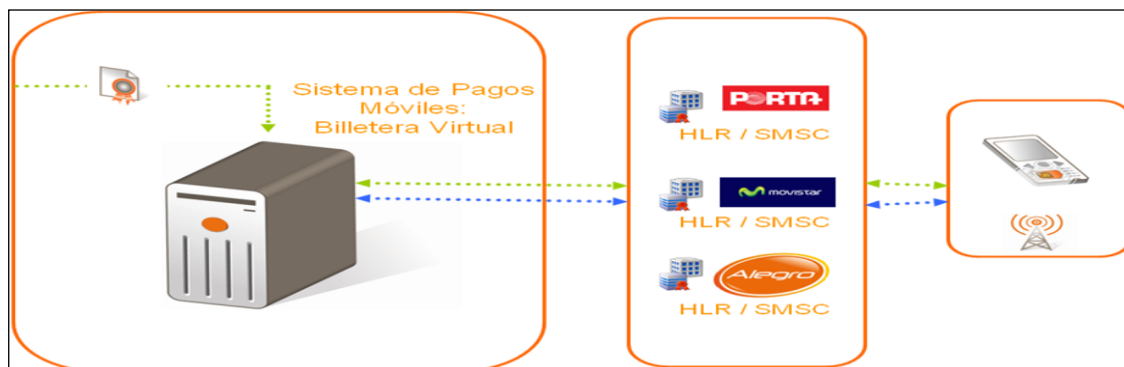 Sistema de Pagos
Móviles:
Billetera Virtual
PORTA
HLR / SMSC
movistar
HLR / SMSC
Alegro
HLR / SMSC